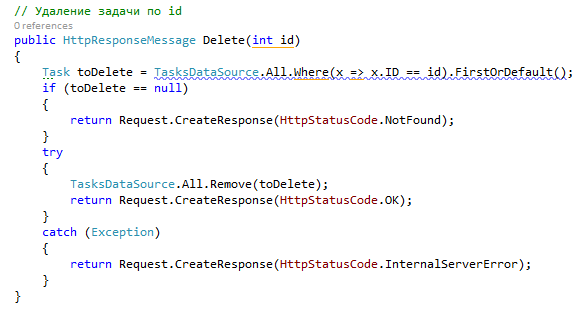 // Удаление задачи по id
0 references
public HttpResponseMessage Delete(int id)
{
    Task toDelete = TasksDataSource.All.Where(x => x.ID == id).FirstOrDefault();
    if (toDelete == null)
    {
        return Request.CreateResponse(HttpStatusCode.NotFound);
    }
    try
    {
        TasksDataSource.All.Remove(toDelete);
        return Request.CreateResponse(HttpStatusCode.OK);
    }
    catch (Exception)
    {
        return Request.CreateResponse(HttpStatusCode.InternalServerError);
    }
}